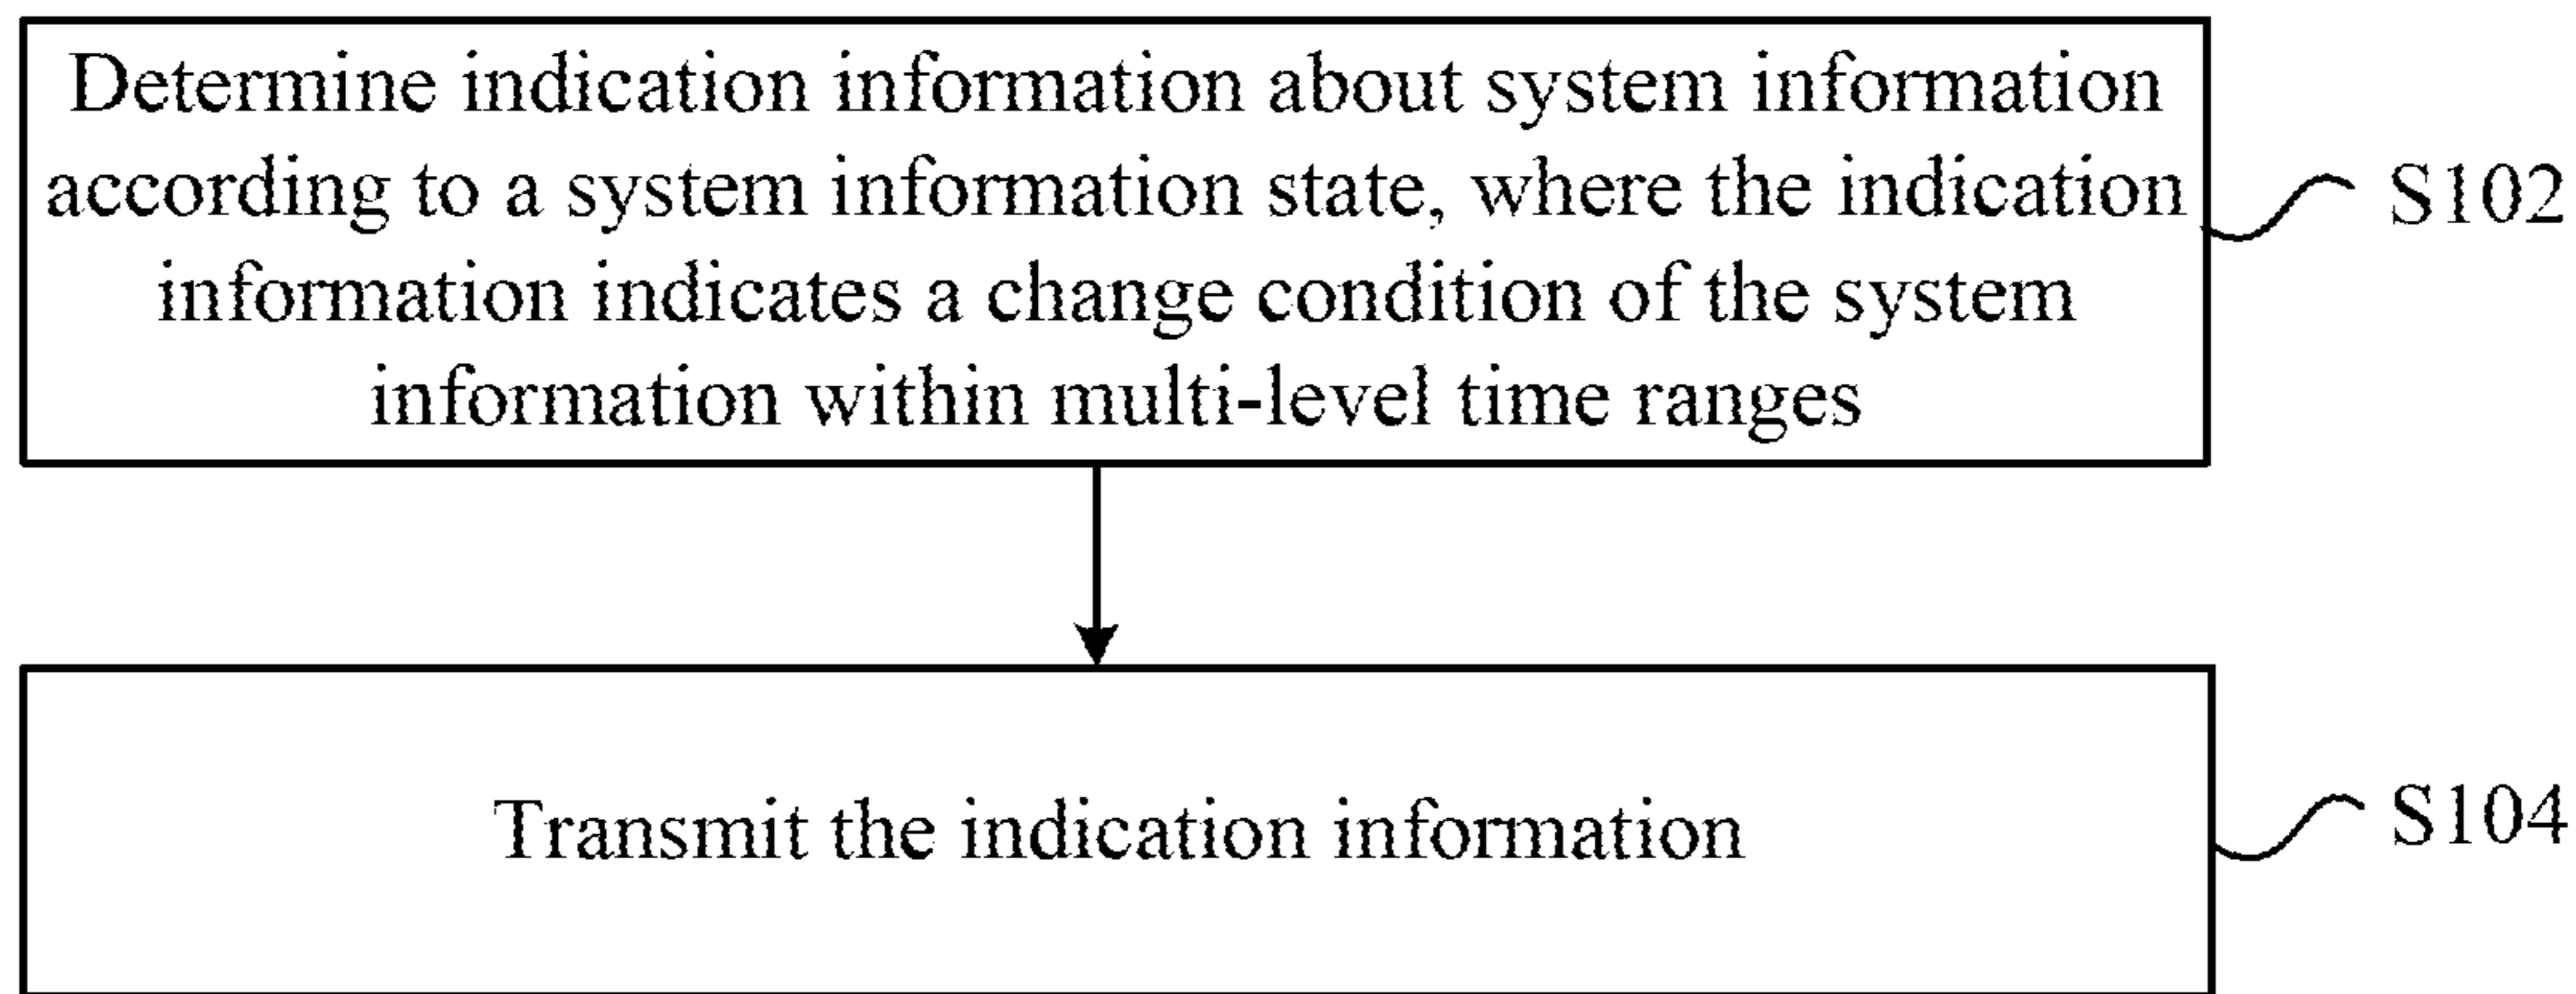 Determine indication information about system information
according to a system information state, where the indication
information indicates a change condition of the system
information within multi-level time ranges
S102
Transmit the indication information
S104